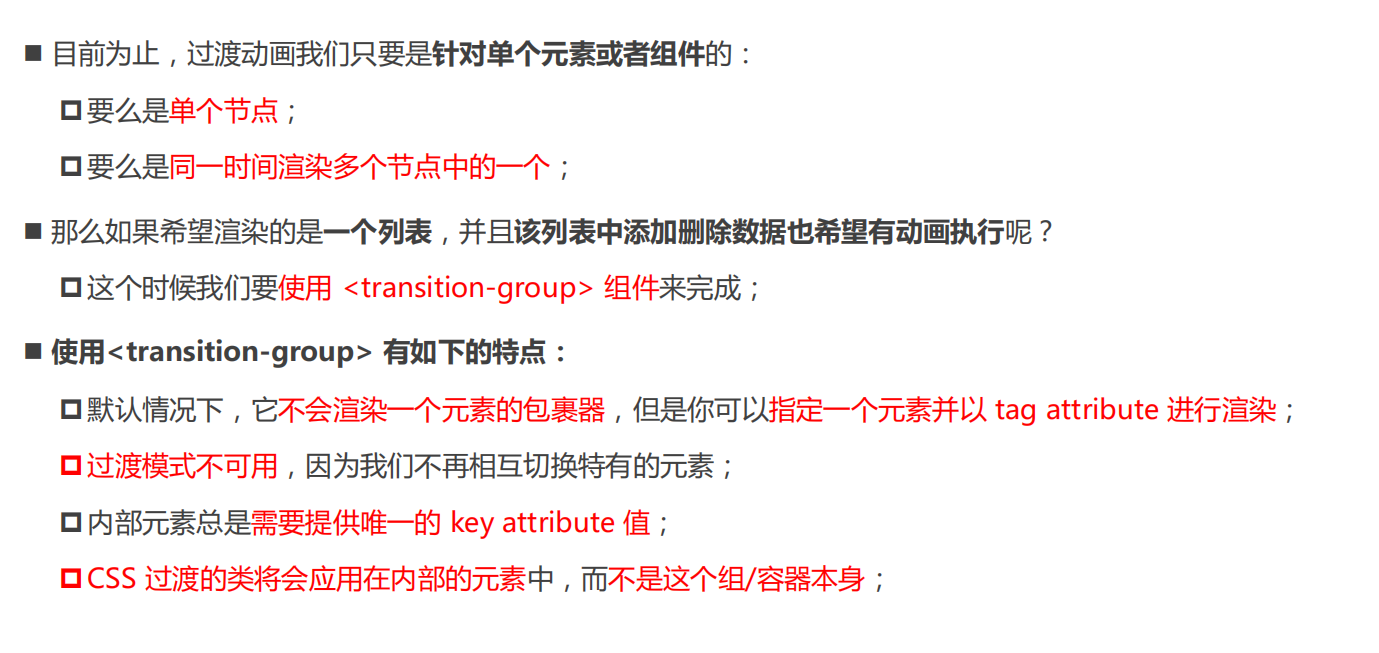 目前为止，过渡动画我们只要是针对单个元素或者组件的：
要么是单个节点；
要么是同一时间渲染多个节点中的一个；
那么如果希望渲染的是一个列表，并且该列表中添加删除数据也希望有动画执行呢？
这个时候我们要使用 <transition-group> 组件来完成；
使用<transition-group> 有如下的特点：
默认情况下，它不会渲染一个元素的包裹器，但是你可以指定一个元素并以 tag attribute 进行渲染；
过渡模式不可用，因为我们不再相互切换特有的元素；
内部元素总是需要提供唯一的 key attribute 值；
CSS 过渡的类将会应用在内部的元素中，而不是这个组/容器本身；